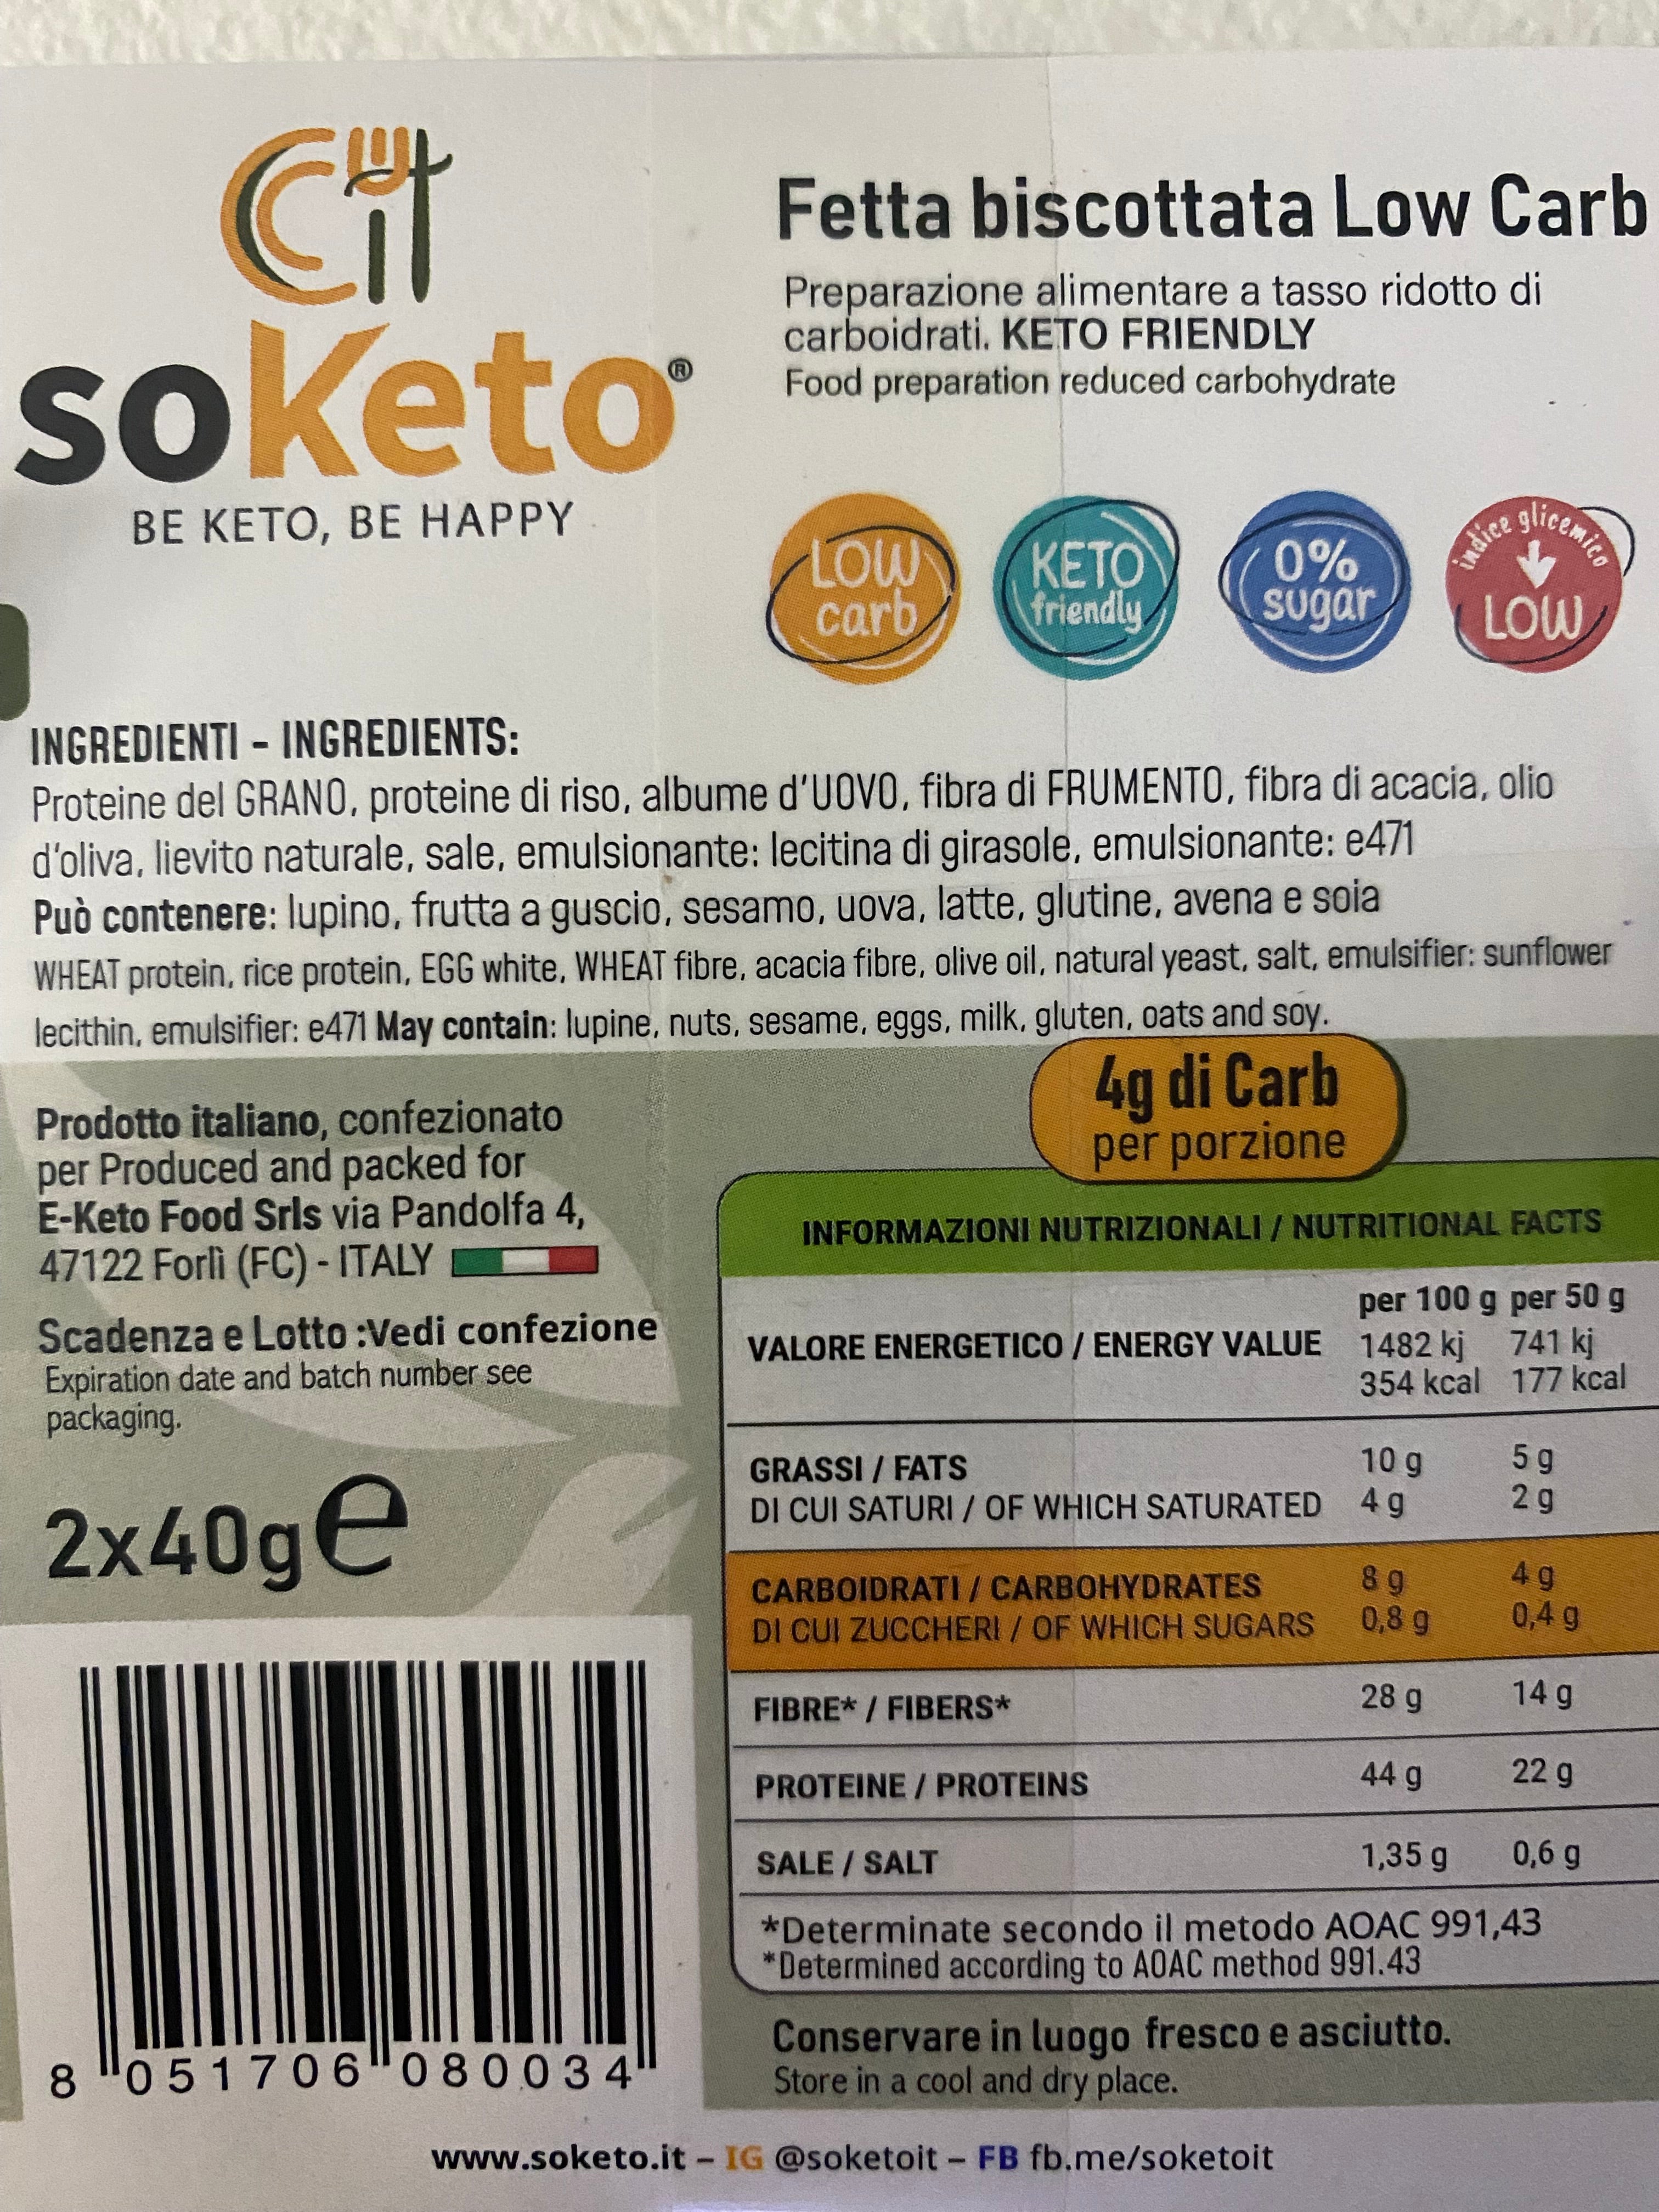 soKeto®
BE KETO, BE HAPPY
Fetta biscottata Low Carb
Preparazione alimentare a tasso ridotto di
carboidrati. KETO FRIENDLY
Food preparation reduced carbohydrate
LOW
carb
KETO
friendly
0%
sugar
indice glicemico
LOW
INGREDIENTI - INGREDIENTS:
Proteine del GRANO, proteine di riso, albume d'UOVO, fibra di FRUMENTO, fibra di acacia, olio
d'oliva, lievito naturale, sale, emulsionante: lecitina di girasole, emulsionante: e471
Può contenere: lupino, frutta a guscio, sesamo, uova, latte, glutine, avena e soia
WHEAT protein, rice protein, EGG white, WHEAT fibre, acacia fibre, olive oil, natural yeast, salt, emulsifier: sunflower
lecithin, emulsifier: e471 May contain: lupine, nuts, sesame, eggs, milk, gluten, oats and soy.
Prodotto italiano, confezionato
per Produced and packed for
E-Keto Food Srls via Pandolfa 4,
47122 Forlì (FC) - ITALY
Scadenza e Lotto :Vedi confezione
Expiration date and batch number see
packaging.
2x40g e
8 051706 080034
4g di Carb
per porzione
INFORMAZIONI NUTRIZIONALI / NUTRITIONAL FACTS
per 100 g per 50 g
VALORE ENERGETICO / ENERGY VALUE 1482 kj 741 kj
354 kcal 177 kcal
GRASSI / FATS 10 g 5 g
DI CUI SATURI / OF WHICH SATURATED 4 g 2 g
CARBOIDRATI / CARBOHYDRATES 8 g 4 g
DI CUI ZUCCHERI / OF WHICH SUGARS 0,8 g 0,4 g
FIBRE* / FIBERS* 28 g 14 g
PROTEINE / PROTEINS 44 g 22 g
SALE / SALT 1,35 g 0,6 g
*Determinate secondo il metodo AOAC 991,43
*Determined according to AOAC method 991.43
Conservare in luogo fresco e asciutto.
Store in a cool and dry place.
www.soketo.it – IG @soketoit – FB fb.me/soketoit